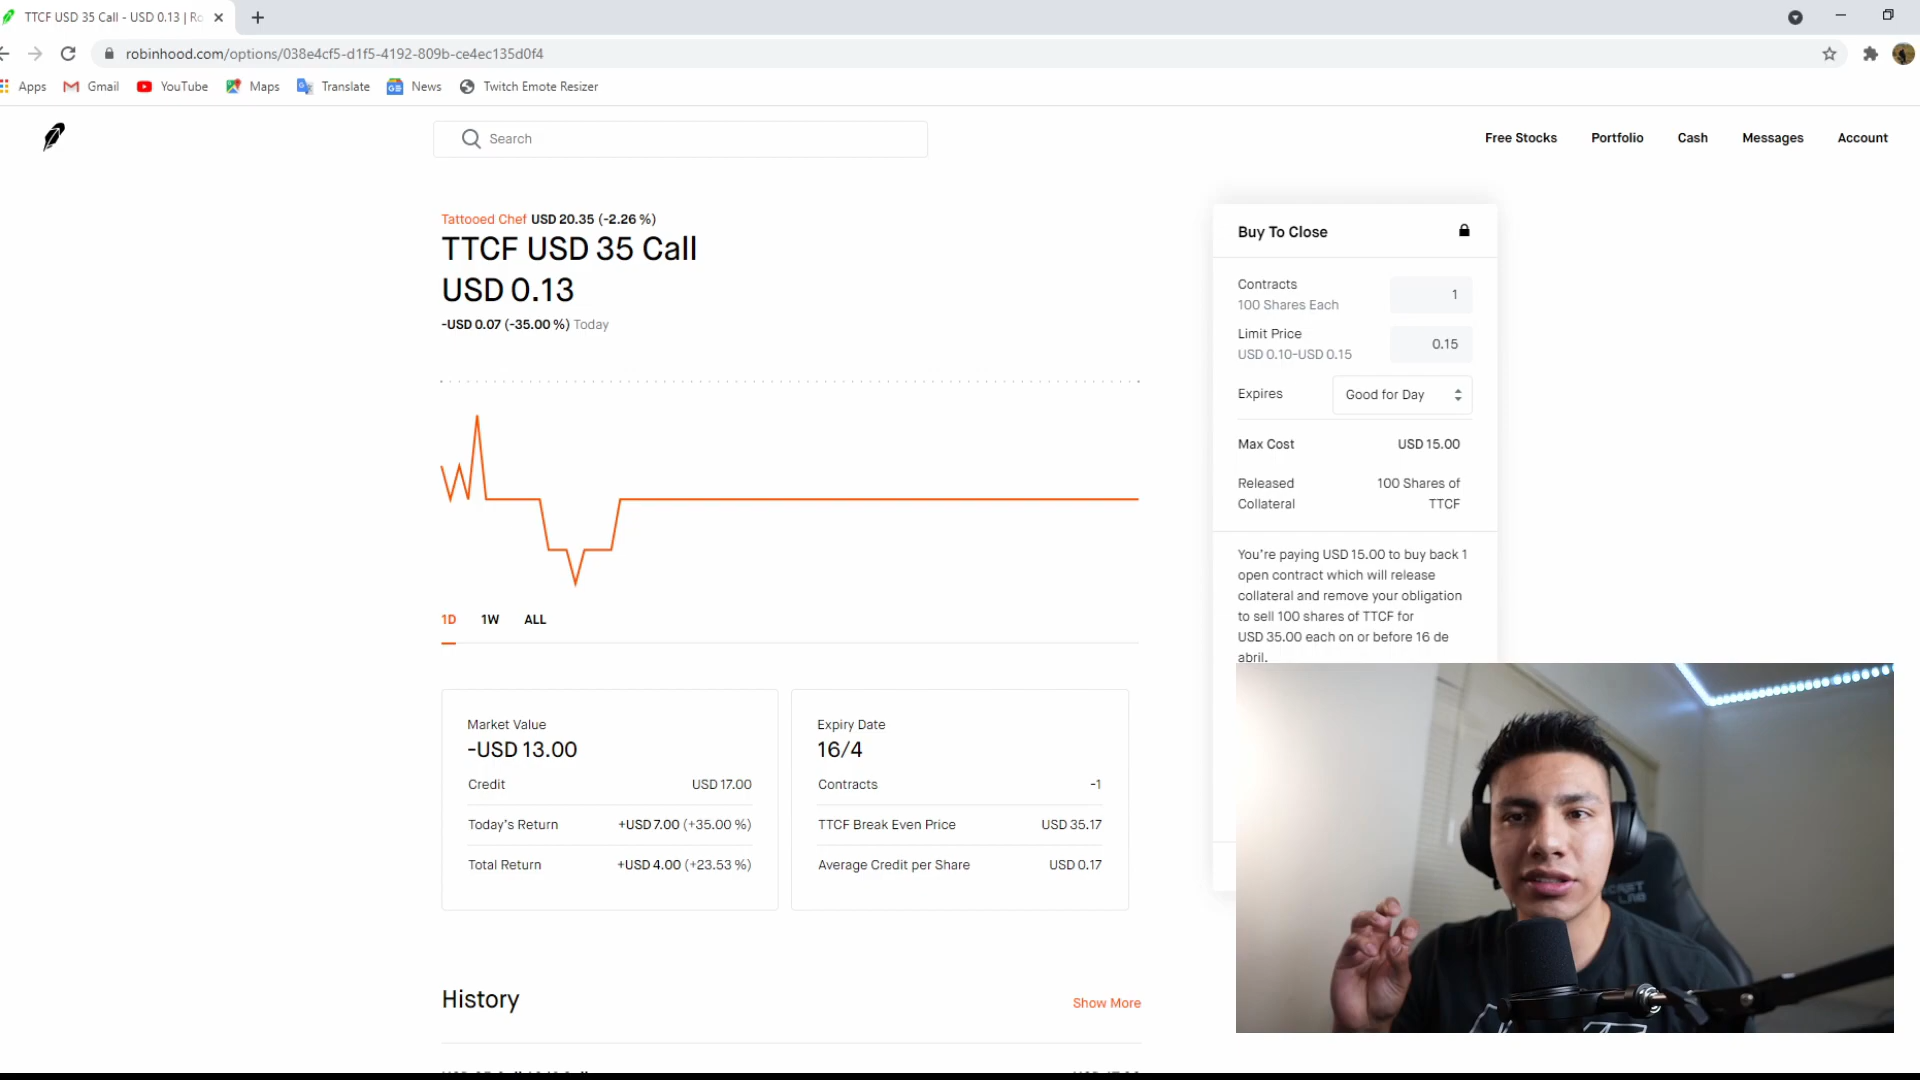 TTCF USD 35 Call - USD 0.13 | Ro
robinhood.com/options/038e4cf5-d1f5-4192-809b-ce4ec135d0f4
Apps Gmail YouTube Maps Translate News Twitch Emote Resizer
Search
Free Stocks Portfolio Cash Messages Account
Tattooed Chef USD 20.35 (-2.26 %)
TTCF USD 35 Call
USD 0.13
-USD 0.07 (-35.00 %) Today
1D 1W ALL
Market Value
-USD 13.00
Credit USD 17.00
Today's Return +USD 7.00 (+35.00 %)
Total Return +USD 4.00 (+23.53 %)
Expiry Date
16/4
Contracts -1
TTCF Break Even Price USD 35.17
Average Credit per Share USD 0.17
History Show More
Buy To Close
Contracts 1
100 Shares Each
Limit Price 0.15
USD 0.10-USD 0.15
Expires Good for Day
Max Cost USD 15.00
Released 100 Shares of
Collateral TTCF
You're paying USD 15.00 to buy back 1
open contract which will release
collateral and remove your obligation
to sell 100 shares of TTCF for
USD 35.00 each on or before 16 de
abril.